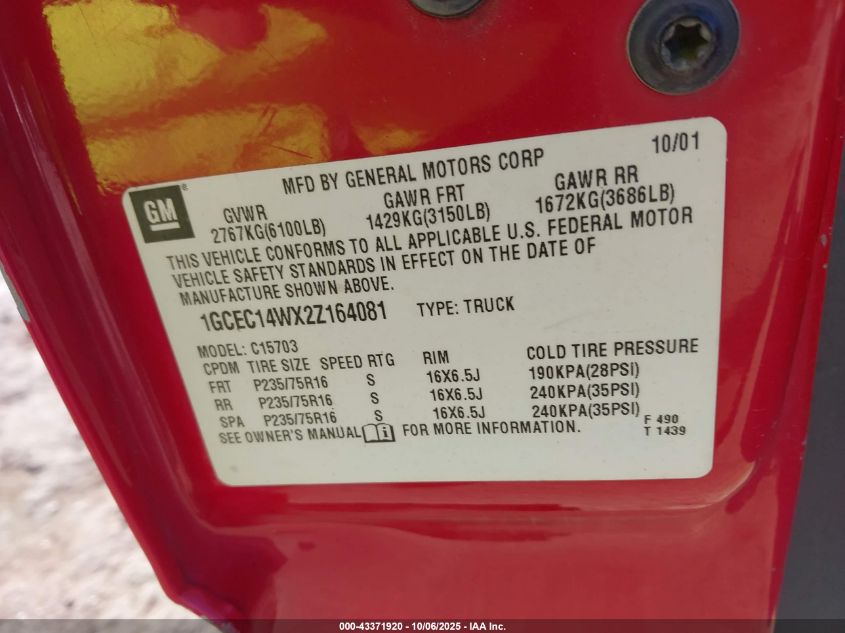 10/01
MFD BY GENERAL MOTORS CORP
GM
GVWR GAWR FRT GAWR RR
2767KG(6100LB) 1429KG(3150LB) 1672KG(3686LB)
THIS VEHICLE CONFORMS TO ALL APPLICABLE U.S. FEDERAL MOTOR
VEHICLE SAFETY STANDARDS IN EFFECT ON THE DATE OF
MANUFACTURE SHOWN ABOVE.
1GCEC14WX2Z164081 TYPE: TRUCK
MODEL: C15703
CPDM TIRE SIZE SPEED RTG RIM COLD TIRE PRESSURE
FRT P235/75R16 S 16X6.5J 190KPA(28PSI)
RR P235/75R16 S 16X6.5J 240KPA(35PSI)
SPA P235/75R16 S 16X6.5J 240KPA(35PSI)
SEE OWNER'S MANUAL i FOR MORE INFORMATION.
F 490
T 1439
000-43371920 - 10/06/2025 - IAA Inc.